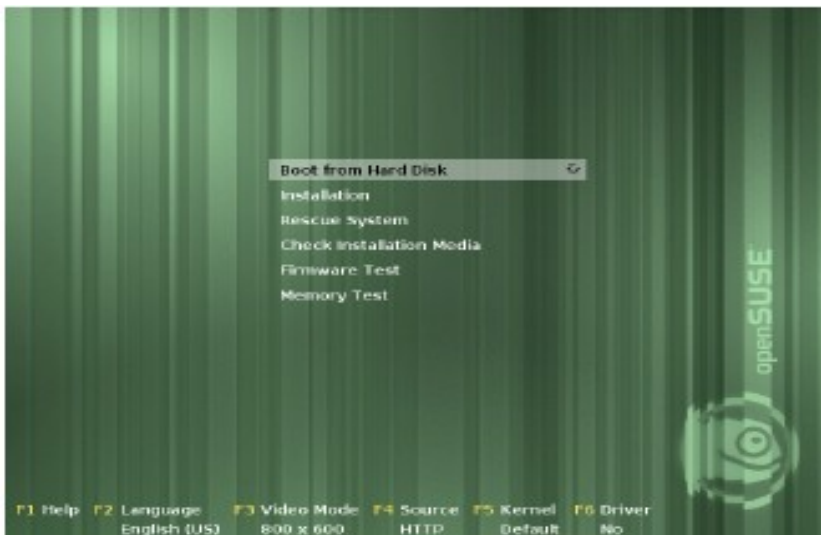 Boot from Hard Disk
Installation
Rescue System
Check Installation Media
Firmware Test
Memory Test
openSUSE
F1 Help F2 Language F3 Video Mode F4 Source F5 Kernel F6 Driver
English (US) 800 x 600 HTTP Default No